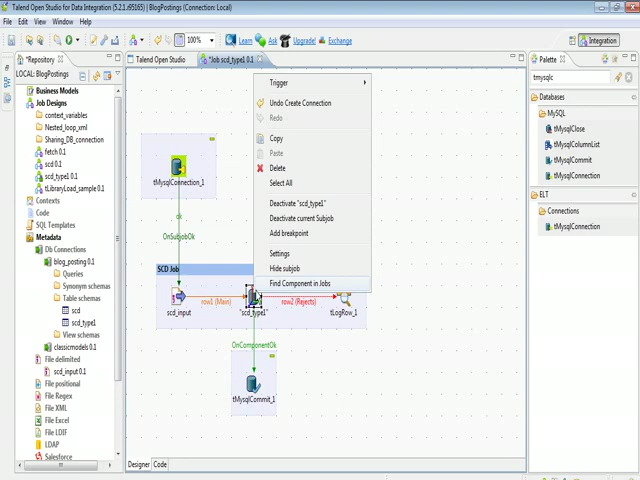 Talend Open Studio for Data Integration (5.2.1.r95165) | BlogPostings (Connection: Local)
File Edit View Window Help
100%
Learn Ask Upgrade! Exchange
Integration
*Repository
LOCAL: BlogPostings
Business Models
Job Designs
context_variables
Nested_loop_xml
Sharing_DB_connection
fetch 0.1
scd 0.1
scd_type1 0.1
tLibraryLoad_sample 0.1
Contexts
Code
SQL Templates
Metadata
Db Connections
blog_posting 0.1
Queries
Synonym schemas
Table schemas
scd
scd_type1
View schemas
classicmodels 0.1
File delimited
scd_input 0.1
File positional
File Regex
File XML
File Excel
File LDIF
LDAP
Salesforce
Talend Open Studio
*Job scd_type1 0.1
tMysqlConnection_1
ok
OnSubjobOk
SCD Job
scd_input
row1 (Main)
"scd_type1"
row2 (Rejects)
tLogRow_1
OnComponentOk
tMysqlCommit_1
Trigger
Undo Create Connection
Redo
Copy
Paste
Delete
Select All
Deactivate "scd_type1"
Deactivate current Subjob
Add breakpoint
Settings
Hide subjob
Find Component in Jobs
Designer Code
Palette
tmysqlc
Databases
MySQL
tMysqlClose
tMysqlColumnList
tMysqlCommit
tMysqlConnection
ELT
Connections
tMysqlConnection